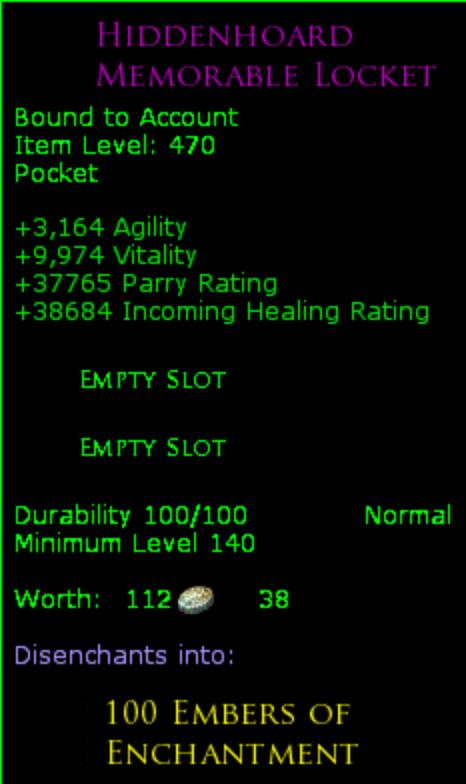 Hiddenhoard
Memorable Locket
Bound to Account
Item Level: 470
Pocket
+3,164 Agility
+9,974 Vitality
+37765 Parry Rating
+38684 Incoming Healing Rating
Empty Slot
Empty Slot
Durability 100/100 Normal
Minimum Level 140
Worth: 112 38
Disenchants into:
100 Embers of
Enchantment